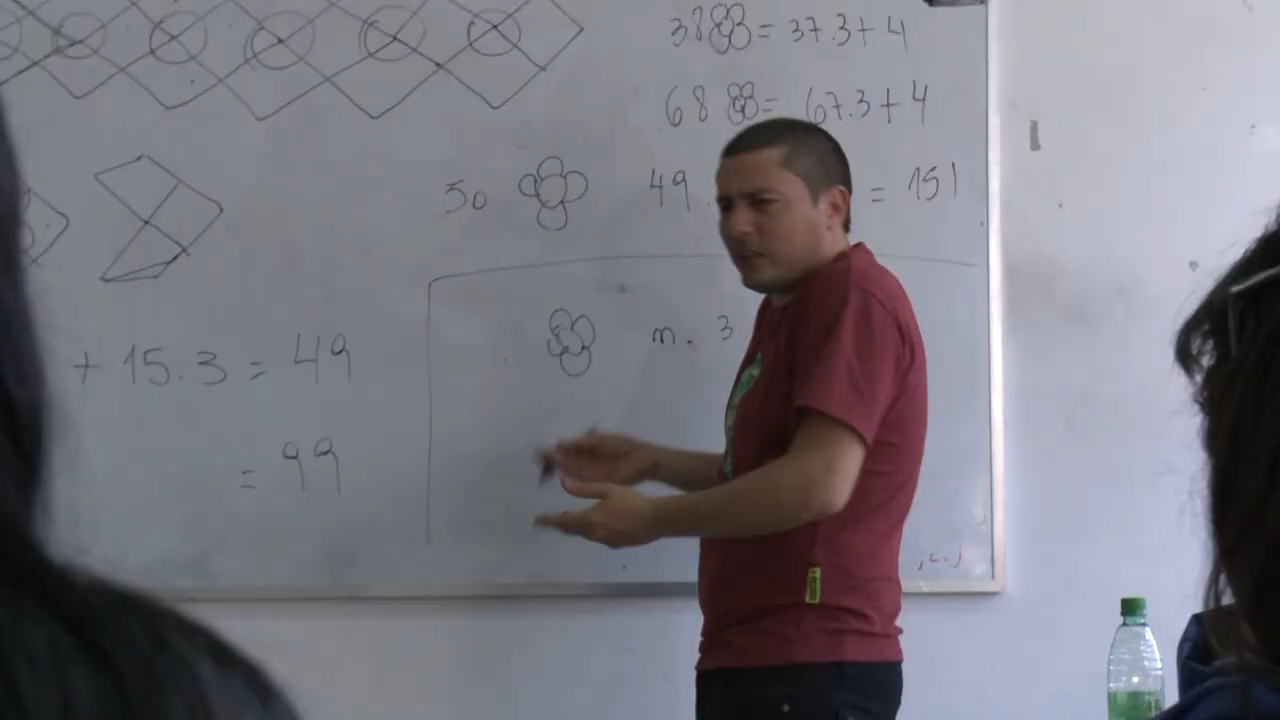 38 = 37.3+4
68 = 67.3+4
50 49. = 151
n. 3
+ 15.3 = 49
= 99